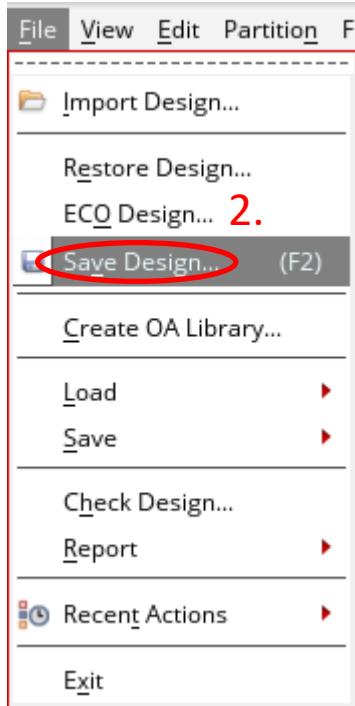 File View Edit Partition F
Import Design...
Restore Design...
ECO Design... 2.
Save Design... (F2)
Create OA Library...
Load
Save
Check Design...
Report
Recent Actions
Exit